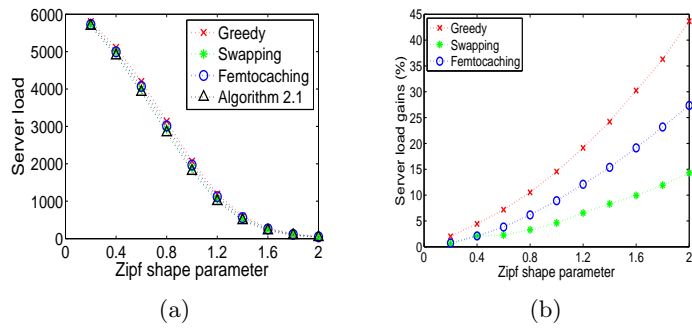 6000
5000
4000
3000
2000
1000
0
Server load
Greedy
Swapping
Femtocaching
Algorithm 2.1
0 0.4 0.8 1.2 1.6 2
Zipf shape parameter
(a)
45
40
35
30
25
20
15
10
5
0
Server load gains (%)
Greedy
Swapping
Femtocaching
0 0.4 0.8 1.2 1.6 2
Zipf shape parameter
(b)